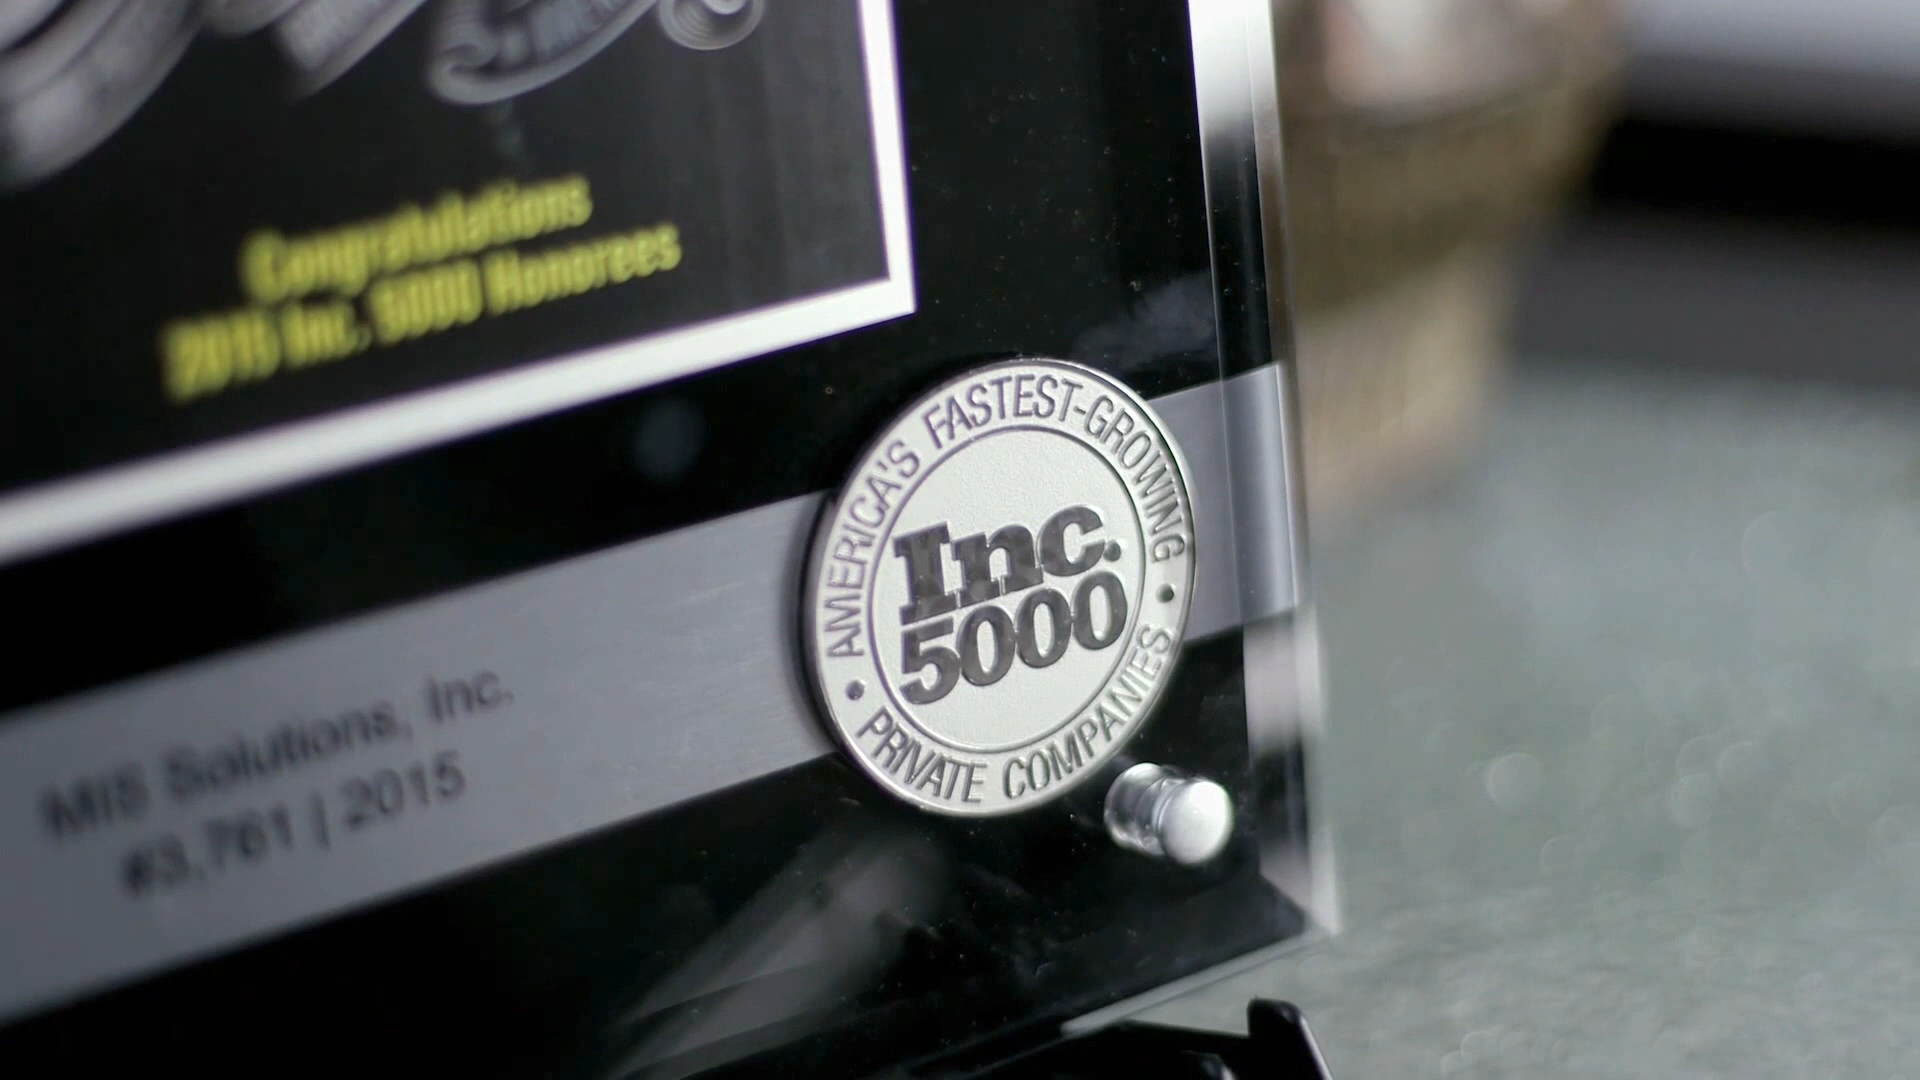 Congratulations
2015 Inc. 5000 Honorees
AMERICA'S FASTEST-GROWING
Inc.
5000
• PRIVATE COMPANIES •
MIS Solutions, Inc.
#3,761 | 2015